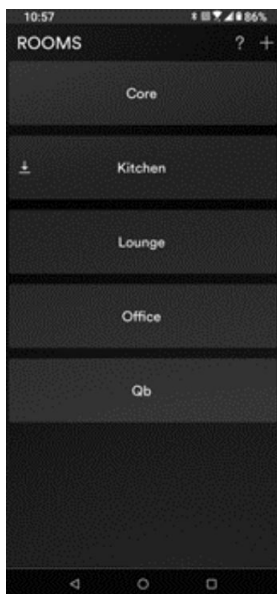 10:57 86%
ROOMS ? +
Core
Kitchen
Lounge
Office
Qb